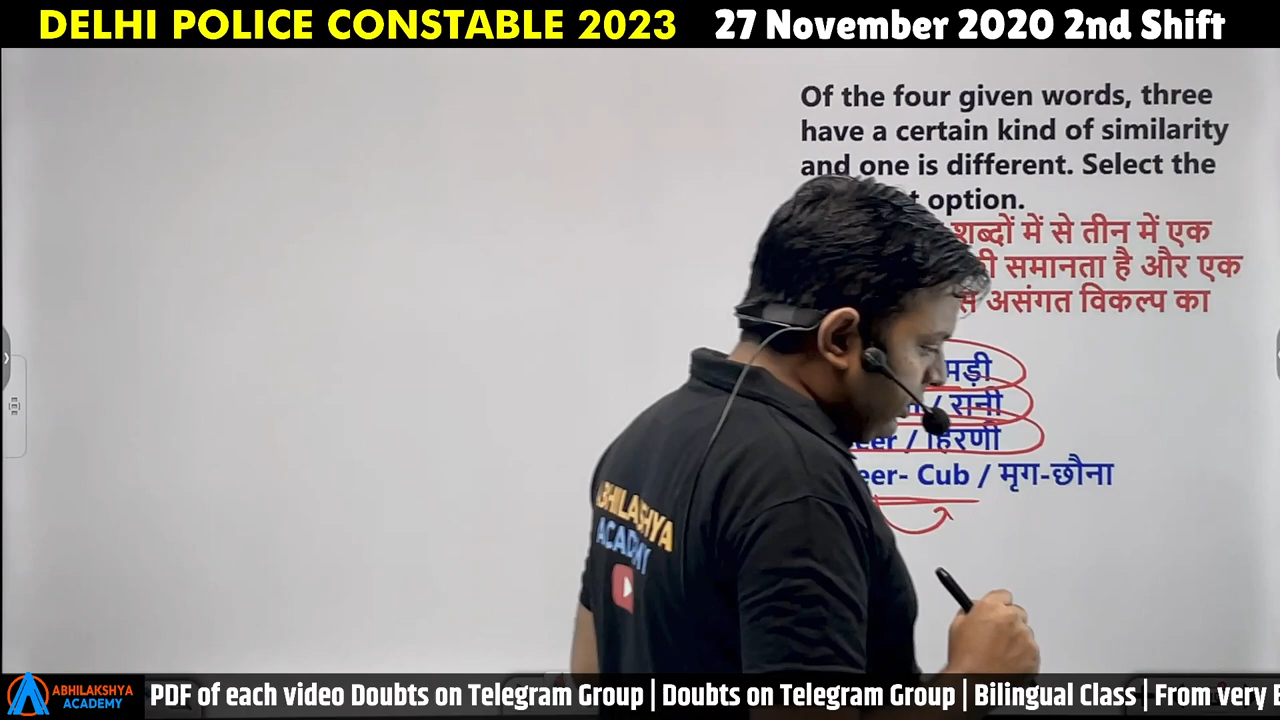 DELHI POLICE CONSTABLE 2023 27 November 2020 2nd Shift
Of the four given words, three
have a certain kind of similarity
and one is different. Select the
option.
शब्दों में से तीन में एक
समानता है और एक
असंगत विकल्प का
/ रानी
/ हिरणी
Cub / मृग-छौना
ABHILASHYA
ACADEMY
ABHILAKSHYA
ACADEMY
PDF of each video Doubts on Telegram Group | Doubts on Telegram Group | Bilingual Class | From very